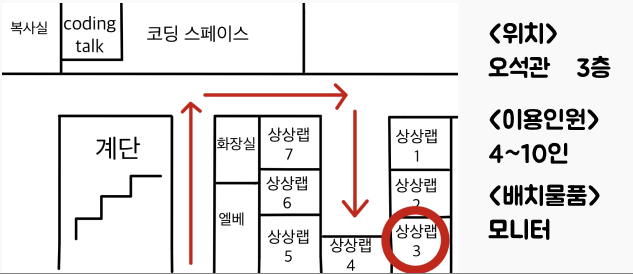 복사실
coding
talk
코딩 스페이스
<위치>
오석관 3층
<이용인원>
4~10인
<배치물품>
모니터
계단
화장실
엘베
상상랩
7
상상랩
6
상상랩
5
상상랩
4
상상랩
1
상상랩
2
상상랩
3